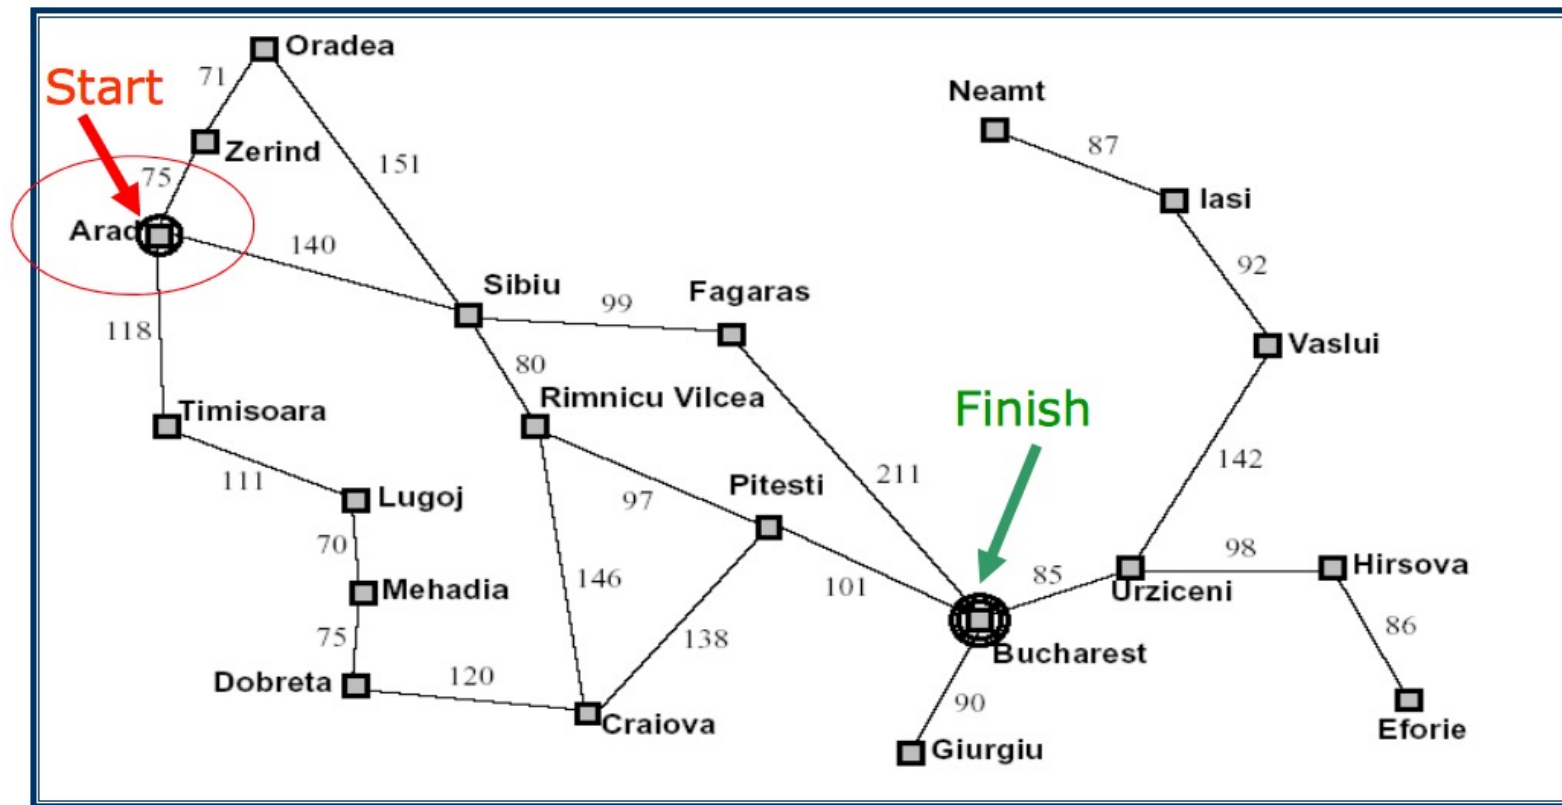 Oradea
71
Start
Neamt
87
Zerind
151
75
Iasi
Arad
140
92
Sibiu
Fagaras
99
118
Vaslui
80
Rimnicu Vilcea
Timisoara
Finish
142
211
111
Lugoj
97
Pitesti
70
98
Hirsova
146
101
85
Mehadia
Urziceni
75
138
86
Bucharest
Dobreta
120
90
Craiova
Eforie
Giurgiu